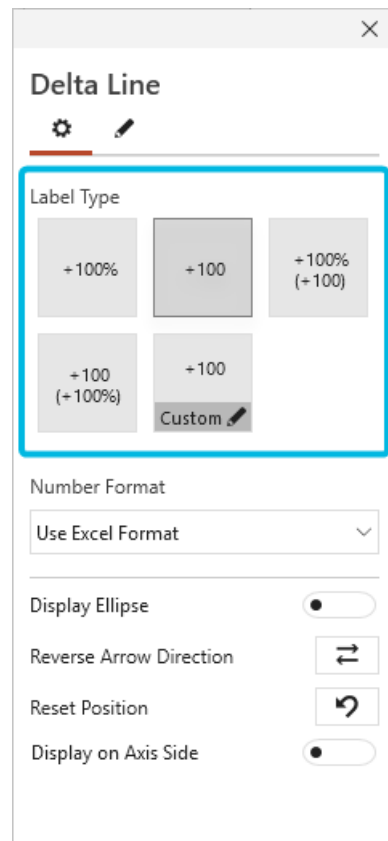 Delta Line
Label Type
+100%
+100
+100%
(+100)
+100
(+100%)
+100
Custom
Number Format
Use Excel Format
Display Ellipse
Reverse Arrow Direction
Reset Position
Display on Axis Side